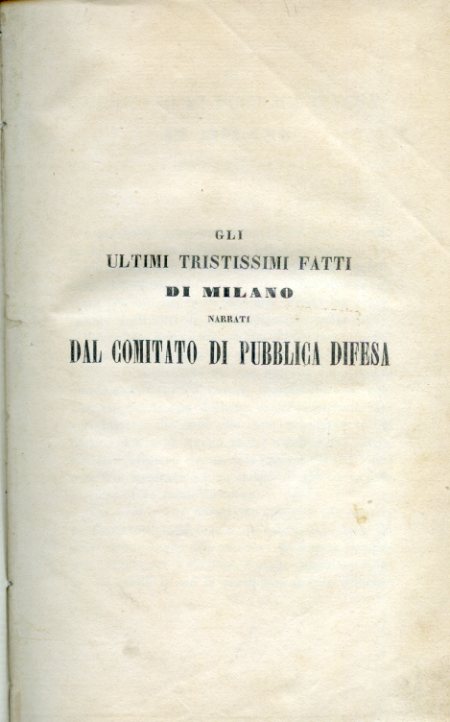 GLI
ULTIMI TRISTISSIMI FATTI
DI MILANO
NARRATI
DAL COMITATO DI PUBBLICA DIFESA